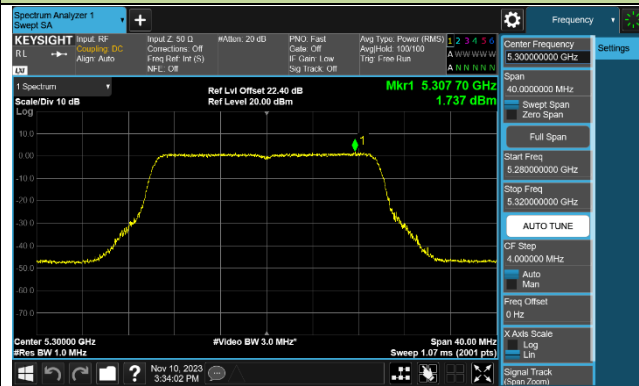 Spectrum Analyzer 1
Swept SA
Frequency
KEYSIGHT
RL
Input: RF
Coupling: DC
Align: Auto
Input Z: 50 Ω
Corrections: Off
Freq Ref: Int (S)
NFE: Off
#Atten: 20 dB
PNO: Fast
Gate: Off
IF Gain: Low
Sig Track: Off
Avg Type: Power (RMS)
Avg|Hold: 100/100
Trig: Free Run
1 2 3 4 5 6
A W W W W W
A N N N N N
LXI
1 Spectrum
Scale/Div 10 dB
Log
Ref Lvl Offset 22.40 dB
Ref Level 20.00 dBm
Mkr1 5.307 70 GHz
1.737 dBm
1
10.0
0.00
-10.0
-20.0
-30.0
-40.0
-50.0
-60.0
-70.0
Center 5.30000 GHz
#Res BW 1.0 MHz
#Video BW 3.0 MHz*
Span 40.00 MHz
Sweep 1.07 ms (2001 pts)
Nov 10, 2023
3:34:02 PM
Center Frequency
5.300000000 GHz
Span
40.0000000 MHz
Swept Span
Zero Span
Full Span
Start Freq
5.280000000 GHz
Stop Freq
5.320000000 GHz
AUTO TUNE
CF Step
4.000000 MHz
Auto
Man
Freq Offset
0 Hz
X Axis Scale
Log
Lin
Signal Track
(Span Zoom)
Settings